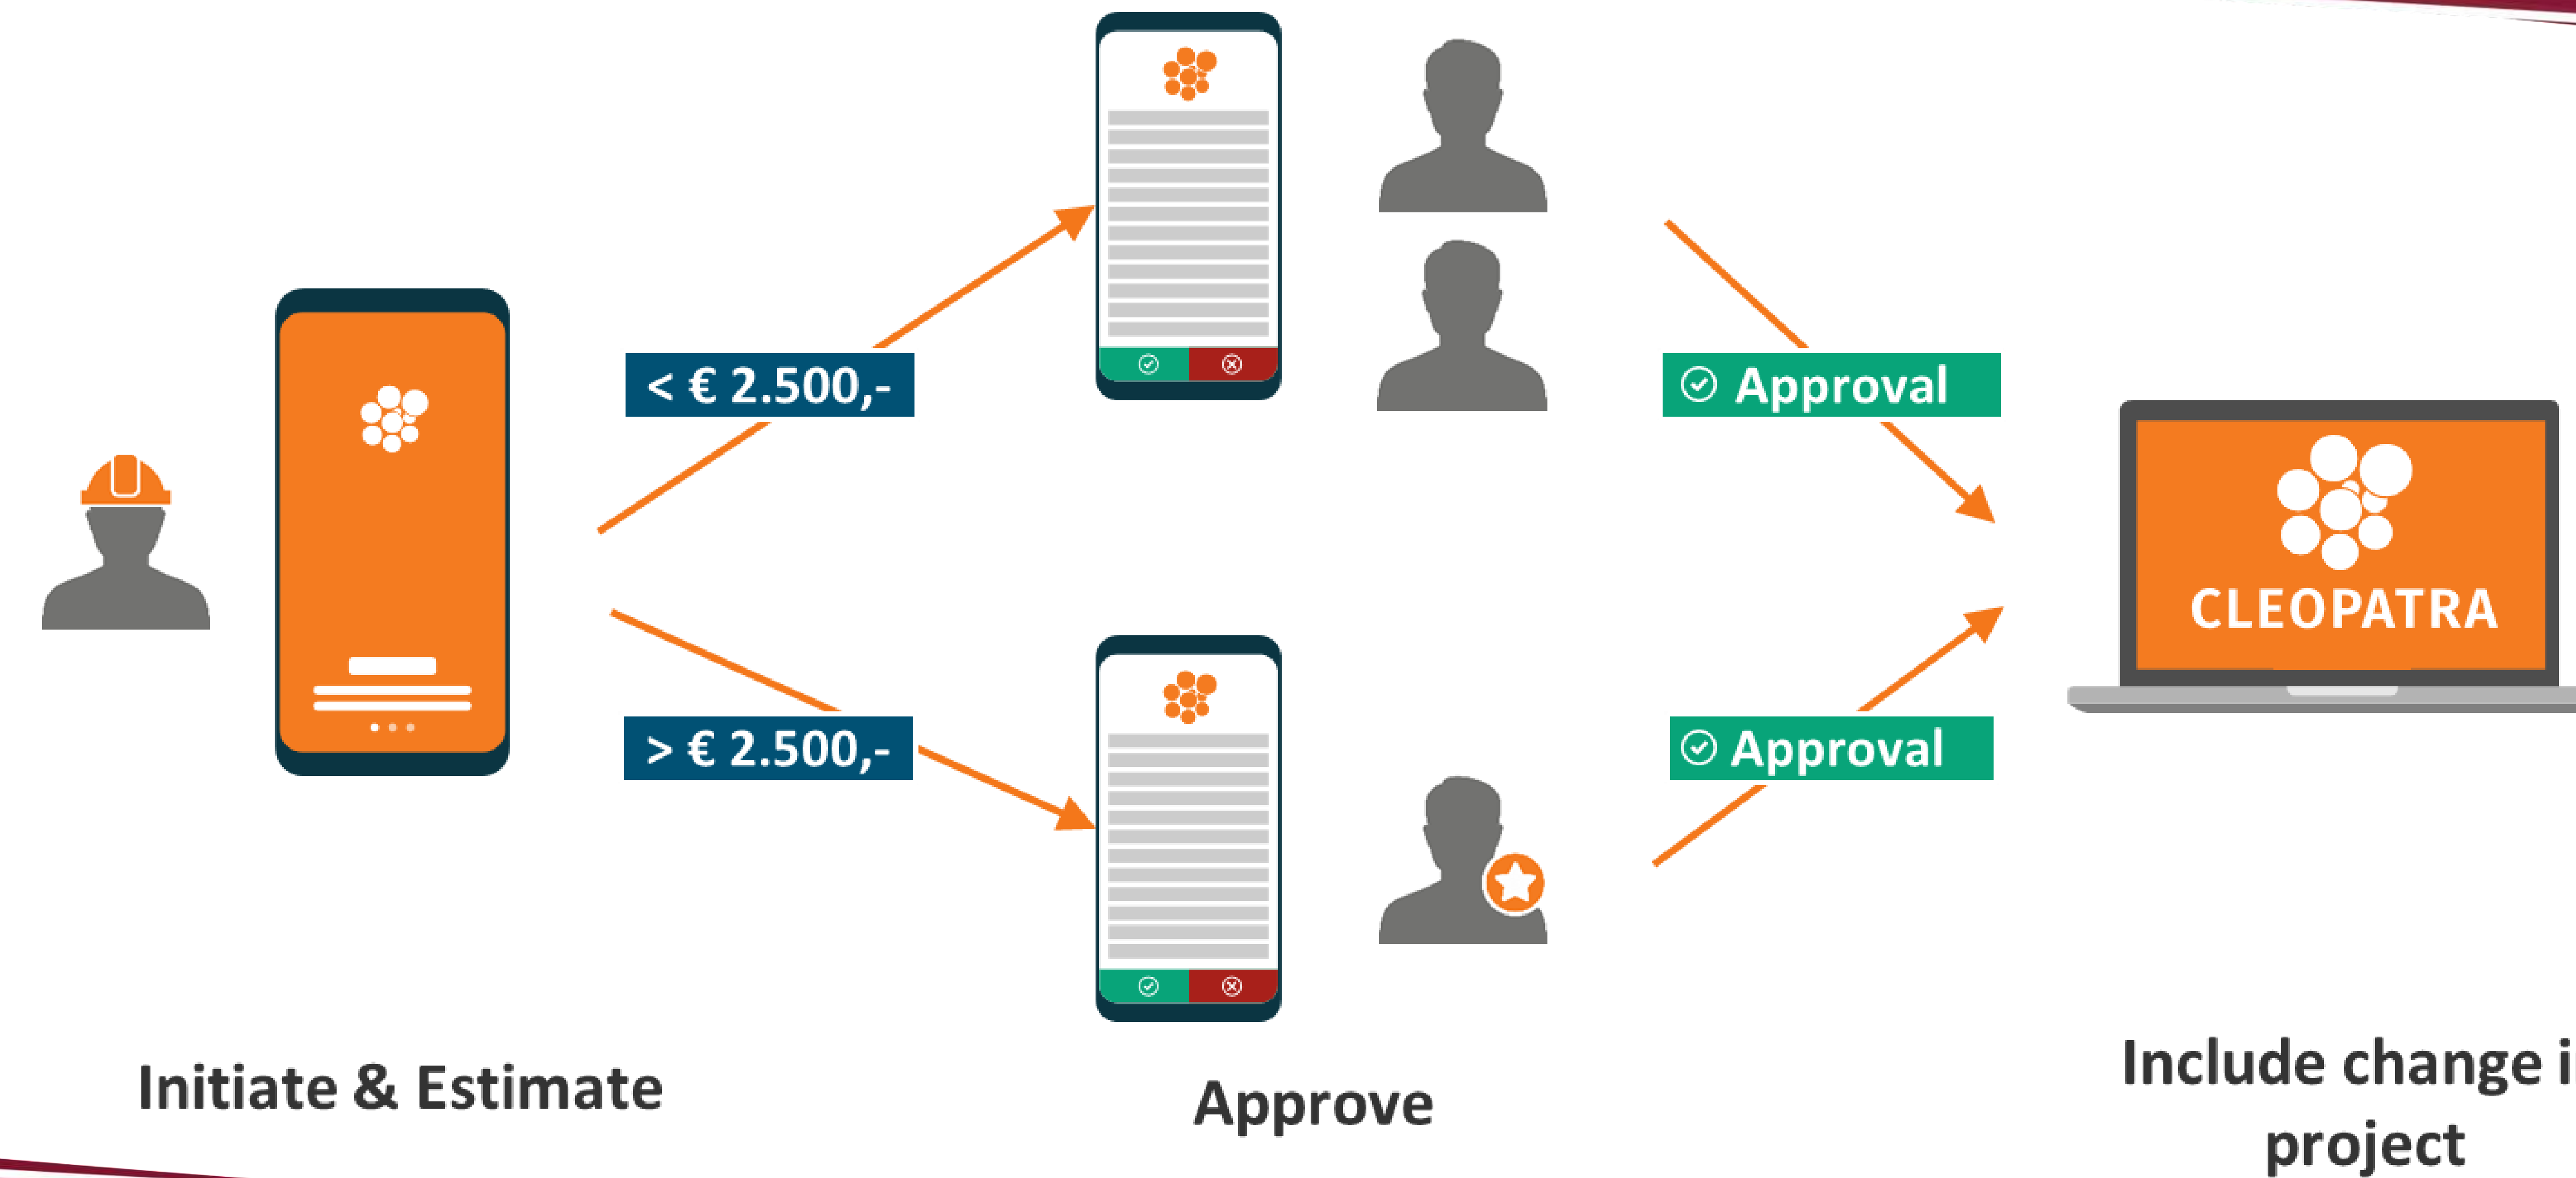 < € 2.500,-
Approval
CLEOPATRA
> € 2.500,-
Approval
Initiate & Estimate
Approve
Include change i
project